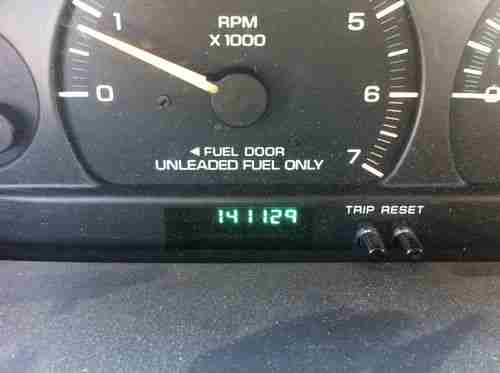 RPM
X 1000
1
5
0
6
7
◄ FUEL DOOR
UNLEADED FUEL ONLY
141129
TRIP RESET